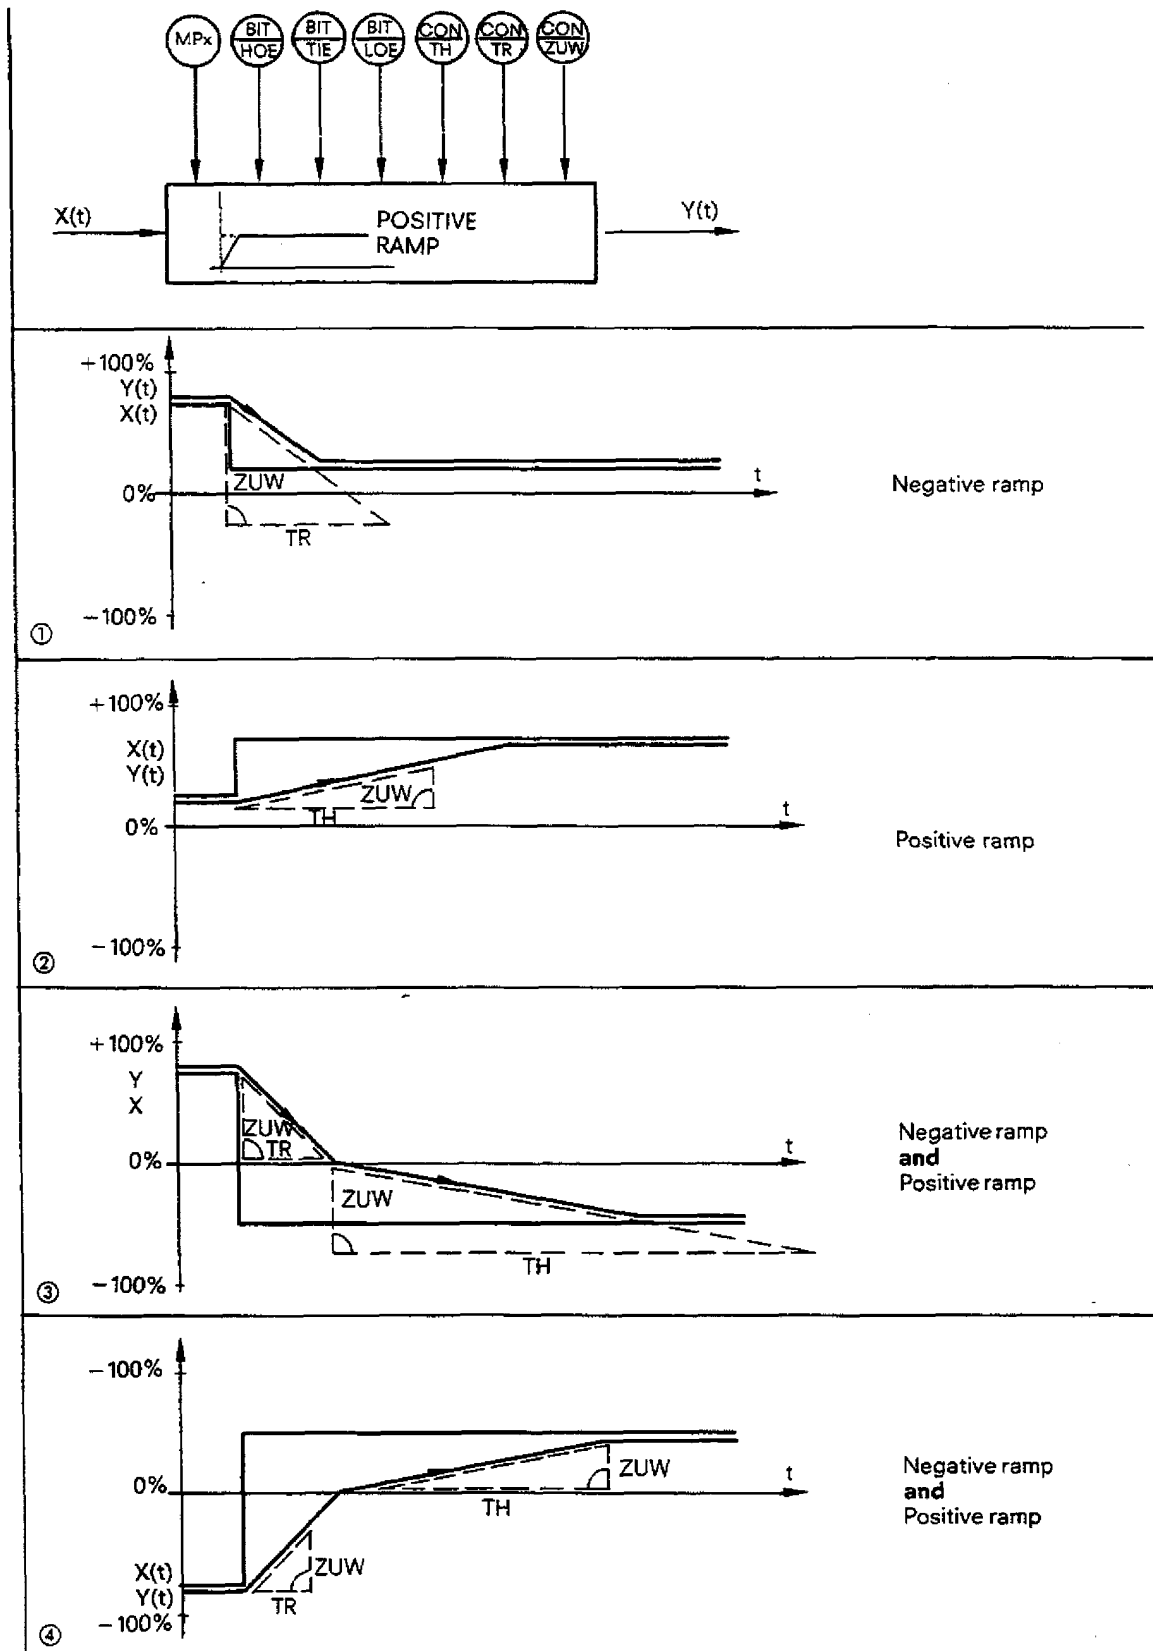 MPx
BIT
HOE
BIT
TIE
BIT
LOE
CON
TH
CON
TR
CON
ZUW
X(t)
POSITIVE
RAMP
Y(t)
+100%
Y(t)
X(t)
ZUW
t
0%
Negative ramp
TR
−100%
①
+100%
X(t)
Y(t)
ZUW
TH
t
0%
Positive ramp
−100%
②
+100%
Y
X
ZUW
TR
t
0%
Negative ramp
and
Positive ramp
ZUW
TH
−100%
③
−100%
ZUW
t
0%
TH
Negative ramp
and
Positive ramp
X(t)
Y(t)
ZUW
TR
−100%
④